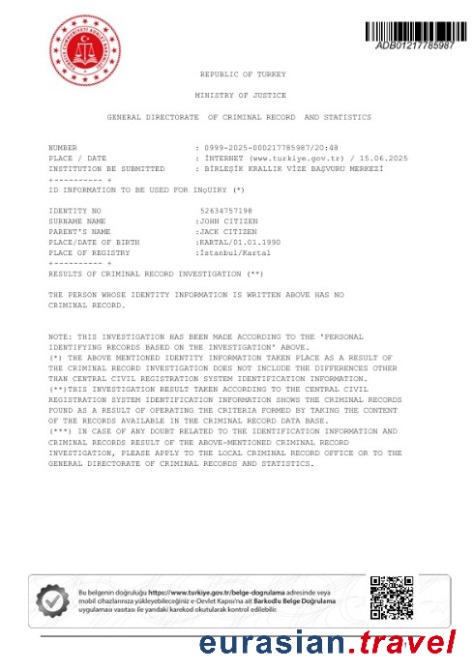 ADB01217785987
REPUBLIC OF TURKEY
MINISTRY OF JUSTICE
GENERAL DIRECTORATE OF CRIMINAL RECORD AND STATISTICS
NUMBER : 0999-2025-000217785987/20:48
PLACE / DATE : İNTERNET (www.turkiye.gov.tr) / 15.06.2025
INSTITUTION BE SUBMITTED : BİRLEŞİK KRALLIK VİZE BAŞVURU MERKEZİ
+---------- +
ID INFORMATION TO BE USED FOR INQUIRY (*)
IDENTITY NO 52634757198
SURNAME NAME :JOHN CITIZEN
PARENT'S NAME :JACK CITIZEN
PLACE/DATE OF BIRTH :KARTAL/01.01.1990
PLACE OF REGISTRY :İstanbul/Kartal
+---------- +
RESULTS OF CRIMINAL RECORD INVESTIGATION (**)
THE PERSON WHOSE IDENTITY INFORMATION IS WRITTEN ABOVE HAS NO
CRIMINAL RECORD.
NOTE: THIS INVESTIGATION HAS BEEN MADE ACCORDING TO THE 'PERSONAL
IDENTIFYING RECORDS BASED ON THE INVESTIGATION' ABOVE.
(*) THE ABOVE MENTIONED IDENTITY INFORMATION TAKEN PLACE AS A RESULT OF
THE CRIMINAL RECORD INVESTIGATION DOES NOT INCLUDE THE DIFFERENCES OTHER
THAN CENTRAL CIVIL REGISTRATION SYSTEM IDENTIFICATION INFORMATION.
(**)THIS INVESTIGATION RESULT TAKEN ACCORDING TO THE CENTRAL CIVIL
REGISTRATION SYSTEM IDENTIFICATION INFORMATION SHOWS THE CRIMINAL RECORDS
FOUND AS A RESULT OF OPERATING THE CRITERIA FORMED BY TAKING THE CONTENT
OF THE RECORDS AVAILABLE IN THE CRIMINAL RECORD DATA BASE.
(***) IN CASE OF ANY DOUBT RELATED TO THE IDENTIFICATION INFORMATION AND
CRIMINAL RECORDS RESULT OF THE ABOVE-MENTIONED CRIMINAL RECORD
INVESTIGATION, PLEASE APPLY TO THE LOCAL CRIMINAL RECORD OFFICE OR TO THE
GENERAL DIRECTORATE OF CRIMINAL RECORDS AND STATISTICS.
Bu belgenin doğruluğu https://www.turkiye.gov.tr/belge-dogrulama adresinde veya
mobil cihazlarınıza yükleyebileceğiniz e-Devlet Kapısı'na ait Barkodlu Belge Doğrulama
uygulaması vasıtası ile yandaki karekod okutularak kontrol edilebilir.
eurasian.travel